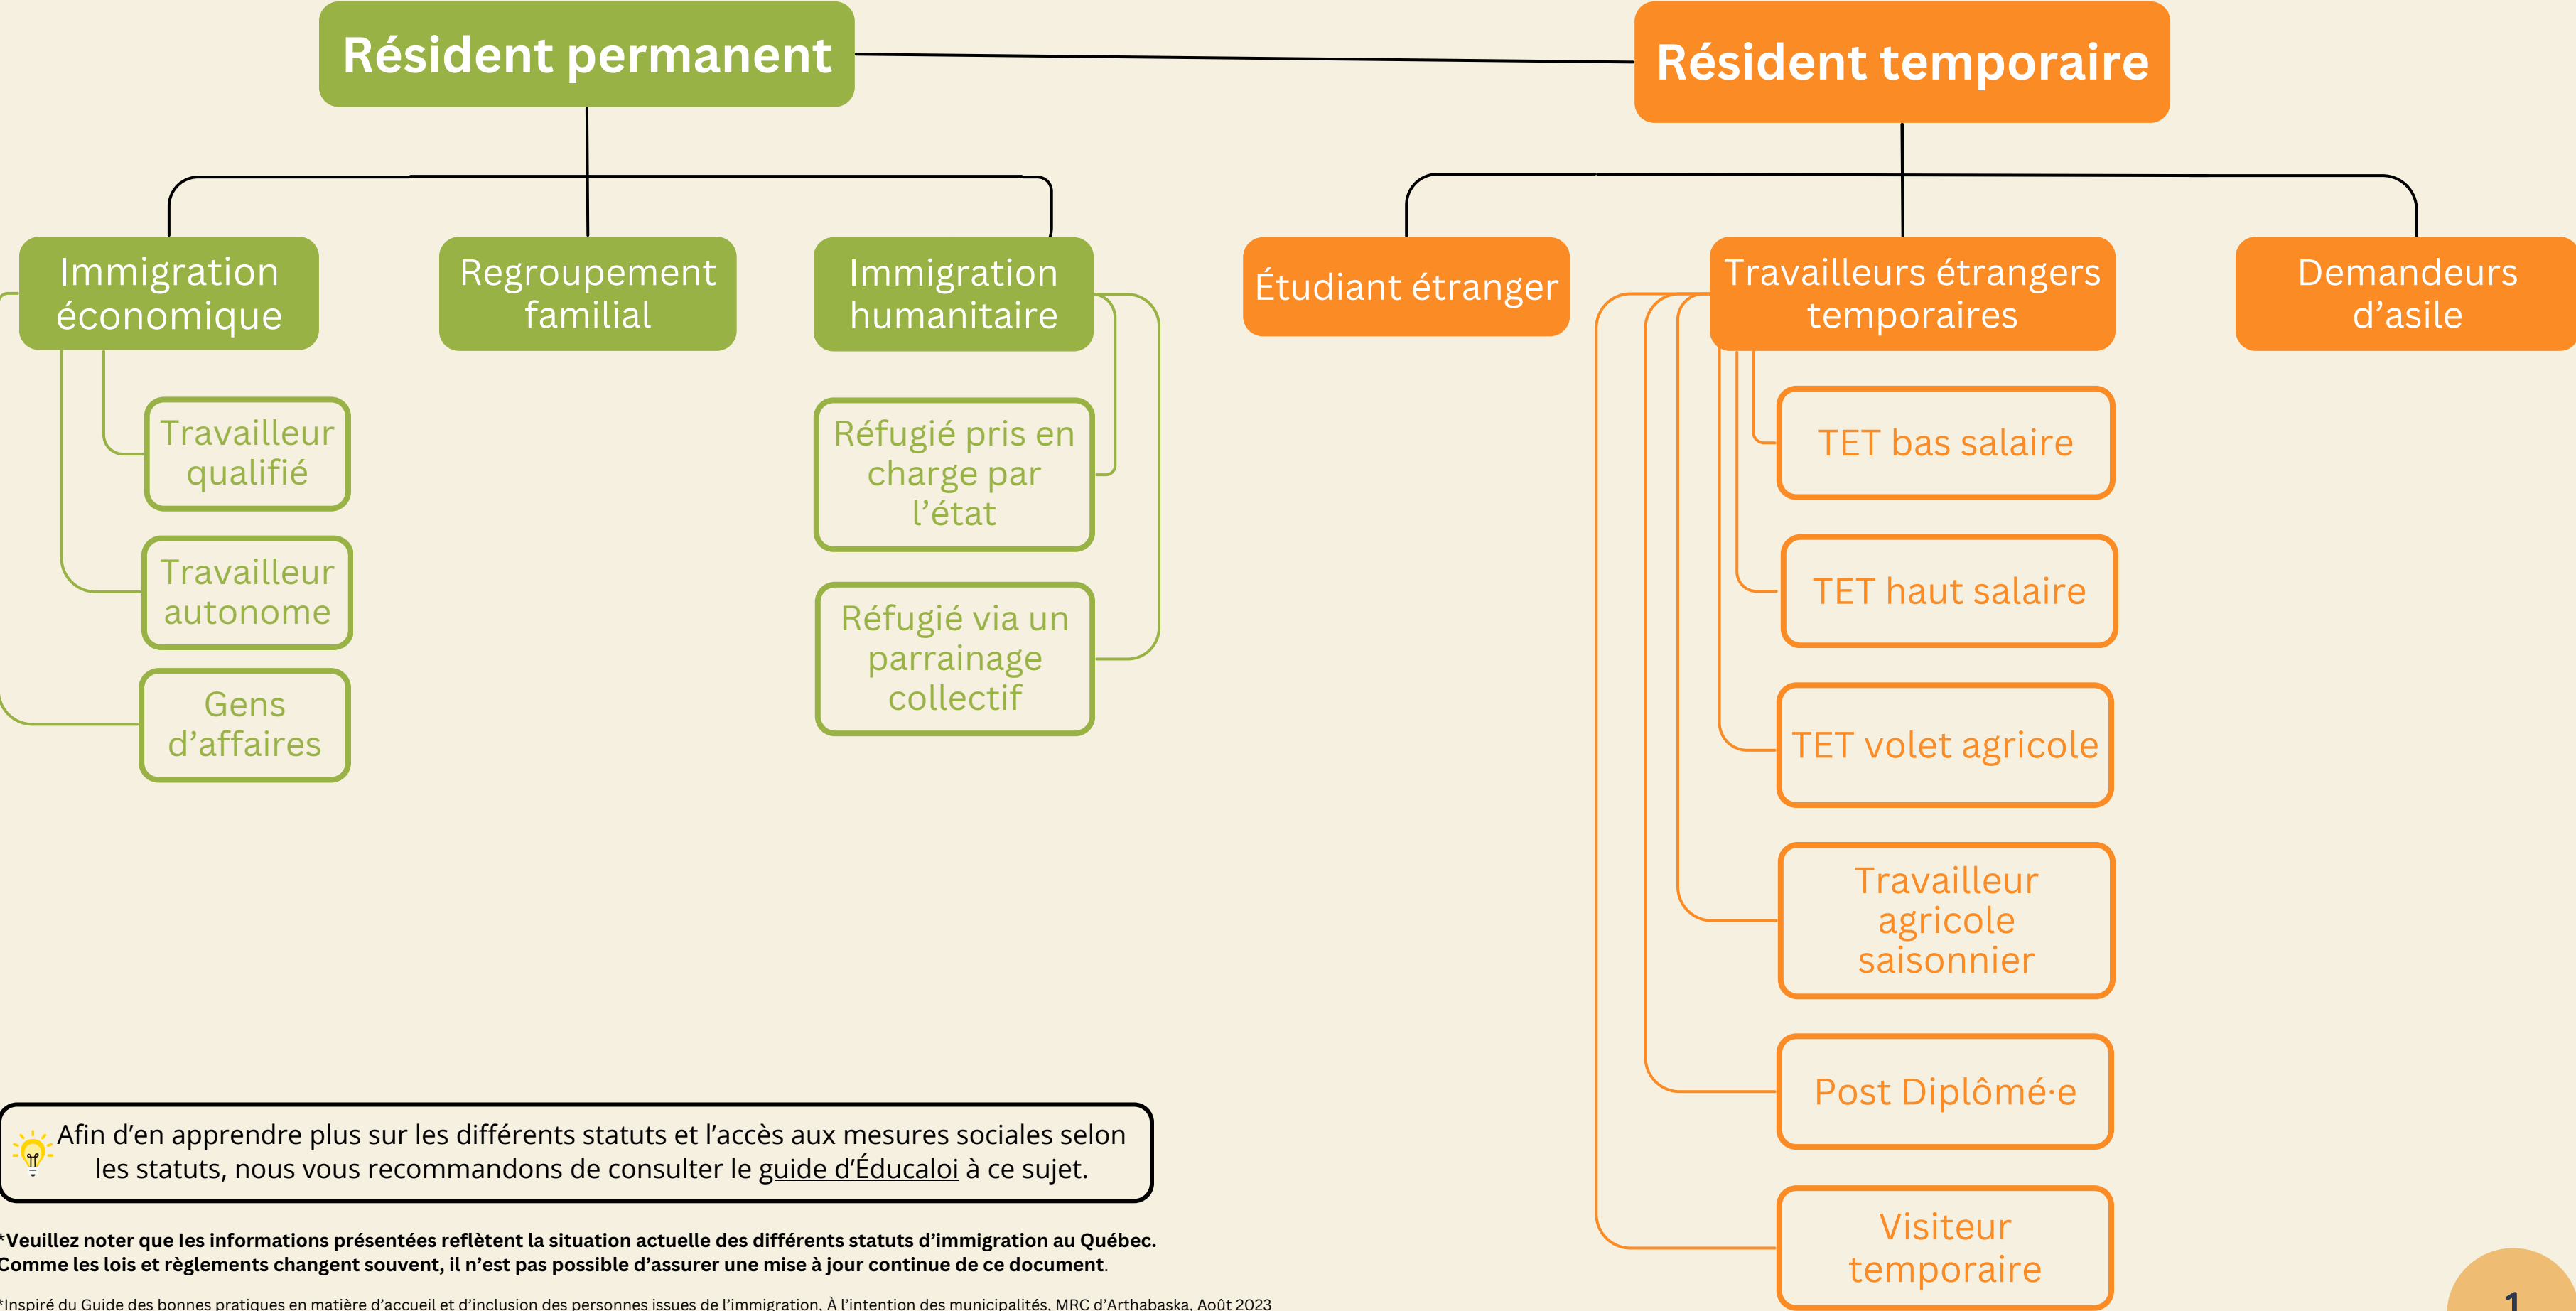 Résident permanent
Résident temporaire
Immigration
économique
Regroupement
familial
Immigration
humanitaire
Étudiant étranger
Travailleurs étrangers
temporaires
Demandeurs
d’asile
Travailleur
qualifié
Travailleur
autonome
Gens
d’affaires
Réfugié pris en
charge par
l’état
Réfugié via un
parrainage
collectif
TET bas salaire
TET haut salaire
TET volet agricole
Travailleur
agricole
saisonnier
Post Diplômé·e
Visiteur
temporaire
Afin d’en apprendre plus sur les différents statuts et l’accès aux mesures sociales selon
les statuts, nous vous recommandons de consulter le guide d’Éducaloi à ce sujet.
*Veuillez noter que les informations présentées reflètent la situation actuelle des différents statuts d’immigration au Québec.
Comme les lois et règlements changent souvent, il n’est pas possible d’assurer une mise à jour continue de ce document.
*Inspiré du Guide des bonnes pratiques en matière d’accueil et d’inclusion des personnes issues de l’immigration, À l’intention des municipalités, MRC d’Arthabaska, Août 2023
1